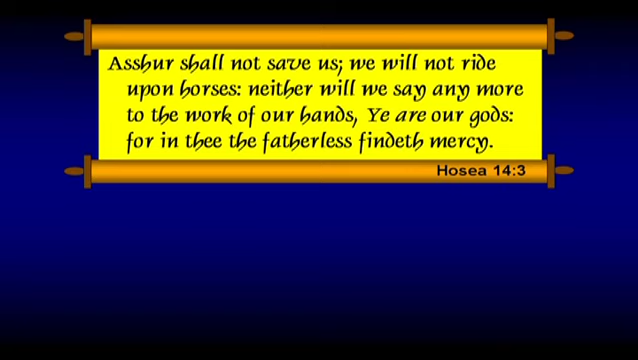 Asshur shall not save us; we will not ride
upon horses: neither will we say any more
to the work of our hands, Ye are our gods:
for in thee the fatherless findeth mercy.
Hosea 14:3